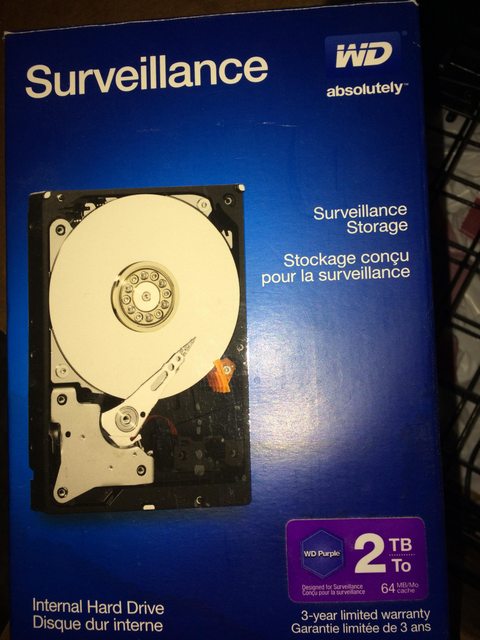 Surveillance
WD
absolutely™
Surveillance
Storage
Stockage conçu
pour la surveillance
WD Purple™
2 TB
To
Designed for Surveillance
Conçu pour la surveillance
64 MB/Mo
cache
Internal Hard Drive
Disque dur interne
3-year limited warranty
Garantie limitée de 3 ans